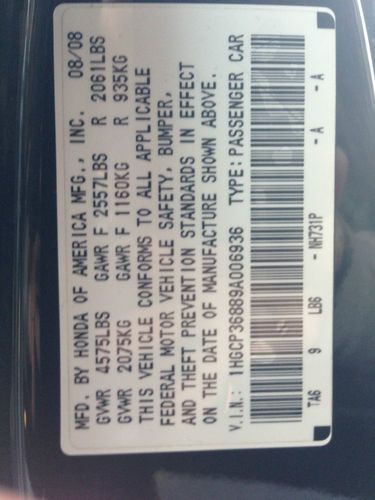 MFD. BY HONDA OF AMERICA MFG., INC. 08/08
GVWR 4575LBS GAWR F 2557LBS R 2061LBS
GVWR 2075KG GAWR F 1160KG R 935KG
THIS VEHICLE CONFORMS TO ALL APPLICABLE
FEDERAL MOTOR VEHICLE SAFETY, BUMPER,
AND THEFT PREVENTION STANDARDS IN EFFECT
ON THE DATE OF MANUFACTURE SHOWN ABOVE.
V.I.N.: 1HGCP36889A006936 TYPE: PASSENGER CAR
TA6 9 LB6 -NH731P -A -A